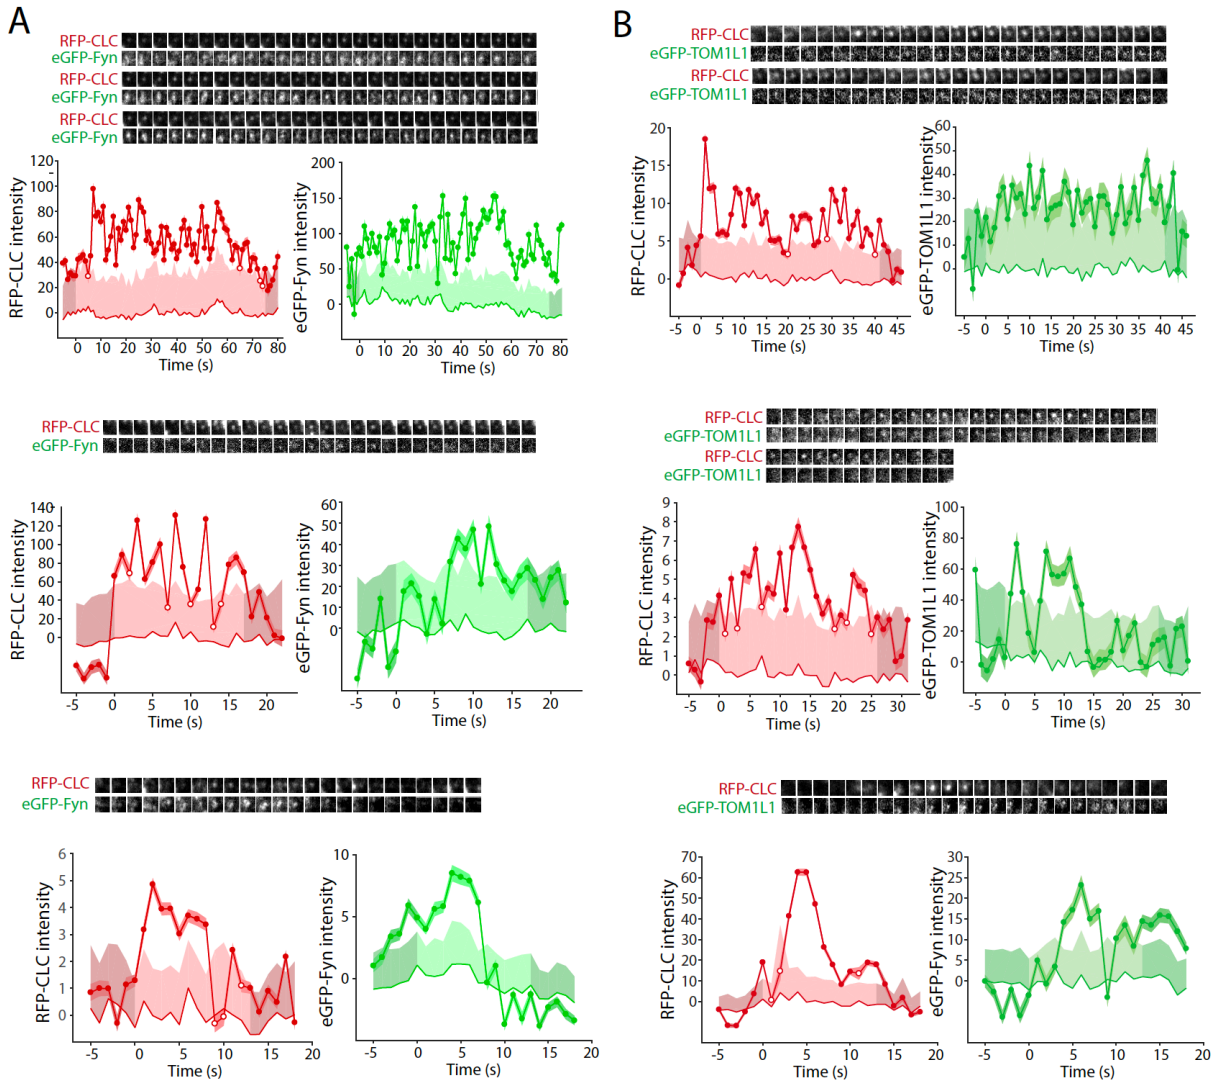 A
RFP-CLC
eGFP-Fyn
RFP-CLC
eGFP-Fyn
RFP-CLC
eGFP-Fyn
RFP-CLC intensity
120
100
80
60
40
20
0
0 10 20 30 40 50 60 70 80
Time (s)
eGFP-Fyn intensity
200
150
100
50
0
0 10 20 30 40 50 60 70 80
Time (s)
RFP-CLC
eGFP-Fyn
RFP-CLC intensity
140
120
100
80
60
40
20
0
-5 0 5 10 15 20
Time (s)
eGFP-Fyn intensity
60
50
40
30
20
10
0
-5 0 5 10 15 20
Time (s)
RFP-CLC
eGFP-Fyn
RFP-CLC intensity
6
5
4
3
2
1
0
-5 0 5 10 15 20
Time (s)
eGFP-Fyn intensity
10
5
0
-5 0 5 10 15 20
Time (s)
B
RFP-CLC
eGFP-TOM1L1
RFP-CLC
eGFP-TOM1L1
RFP-CLC intensity
20
15
10
5
0
-5 0 5 10 15 20 25 30 35 40 45
Time (s)
eGFP-TOM1L1 intensity
60
50
40
30
20
10
0
-5 0 5 10 15 20 25 30 35 40 45
Time (s)
RFP-CLC
eGFP-TOM1L1
RFP-CLC
eGFP-TOM1L1
RFP-CLC intensity
9
8
7
6
5
4
3
2
1
0
-5 0 5 10 15 20 25 30
Time (s)
eGFP-TOM1L1 intensity
100
80
60
40
20
0
-5 0 5 10 15 20 25 30
Time (s)
RFP-CLC
eGFP-TOM1L1
RFP-CLC intensity
70
60
50
40
30
20
10
0
-5 0 5 10 15 20
Time (s)
eGFP-Fyn intensity
30
25
20
15
10
5
0
-5 0 5 10 15 20
Time (s)